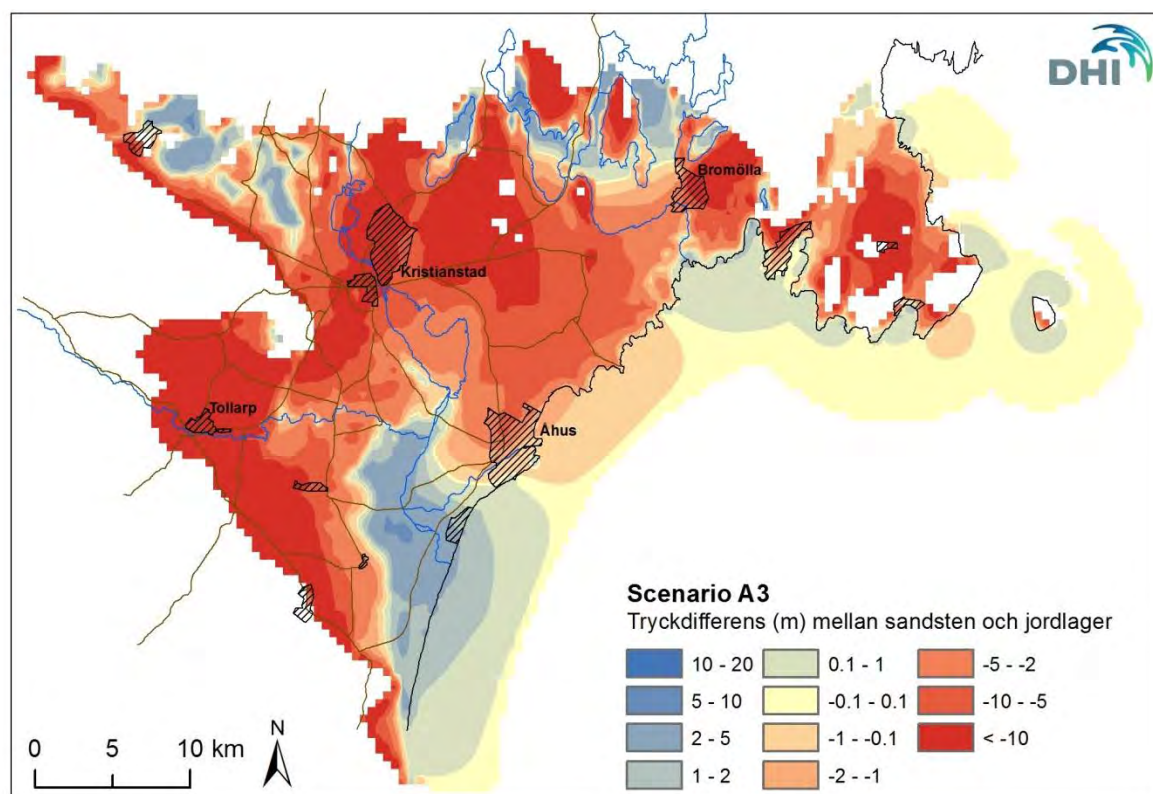 DHI
Bromölla
Kristianstad
Tollarp
Åhus
Scenario A3
Tryckdifferens (m) mellan sandsten och jordlager
10 - 20
0.1 - 1
-5 - -2
5 - 10
-0.1 - 0.1
-10 - -5
2 - 5
-1 - -0.1
< -10
1 - 2
-2 - -1
N
0 5 10 km